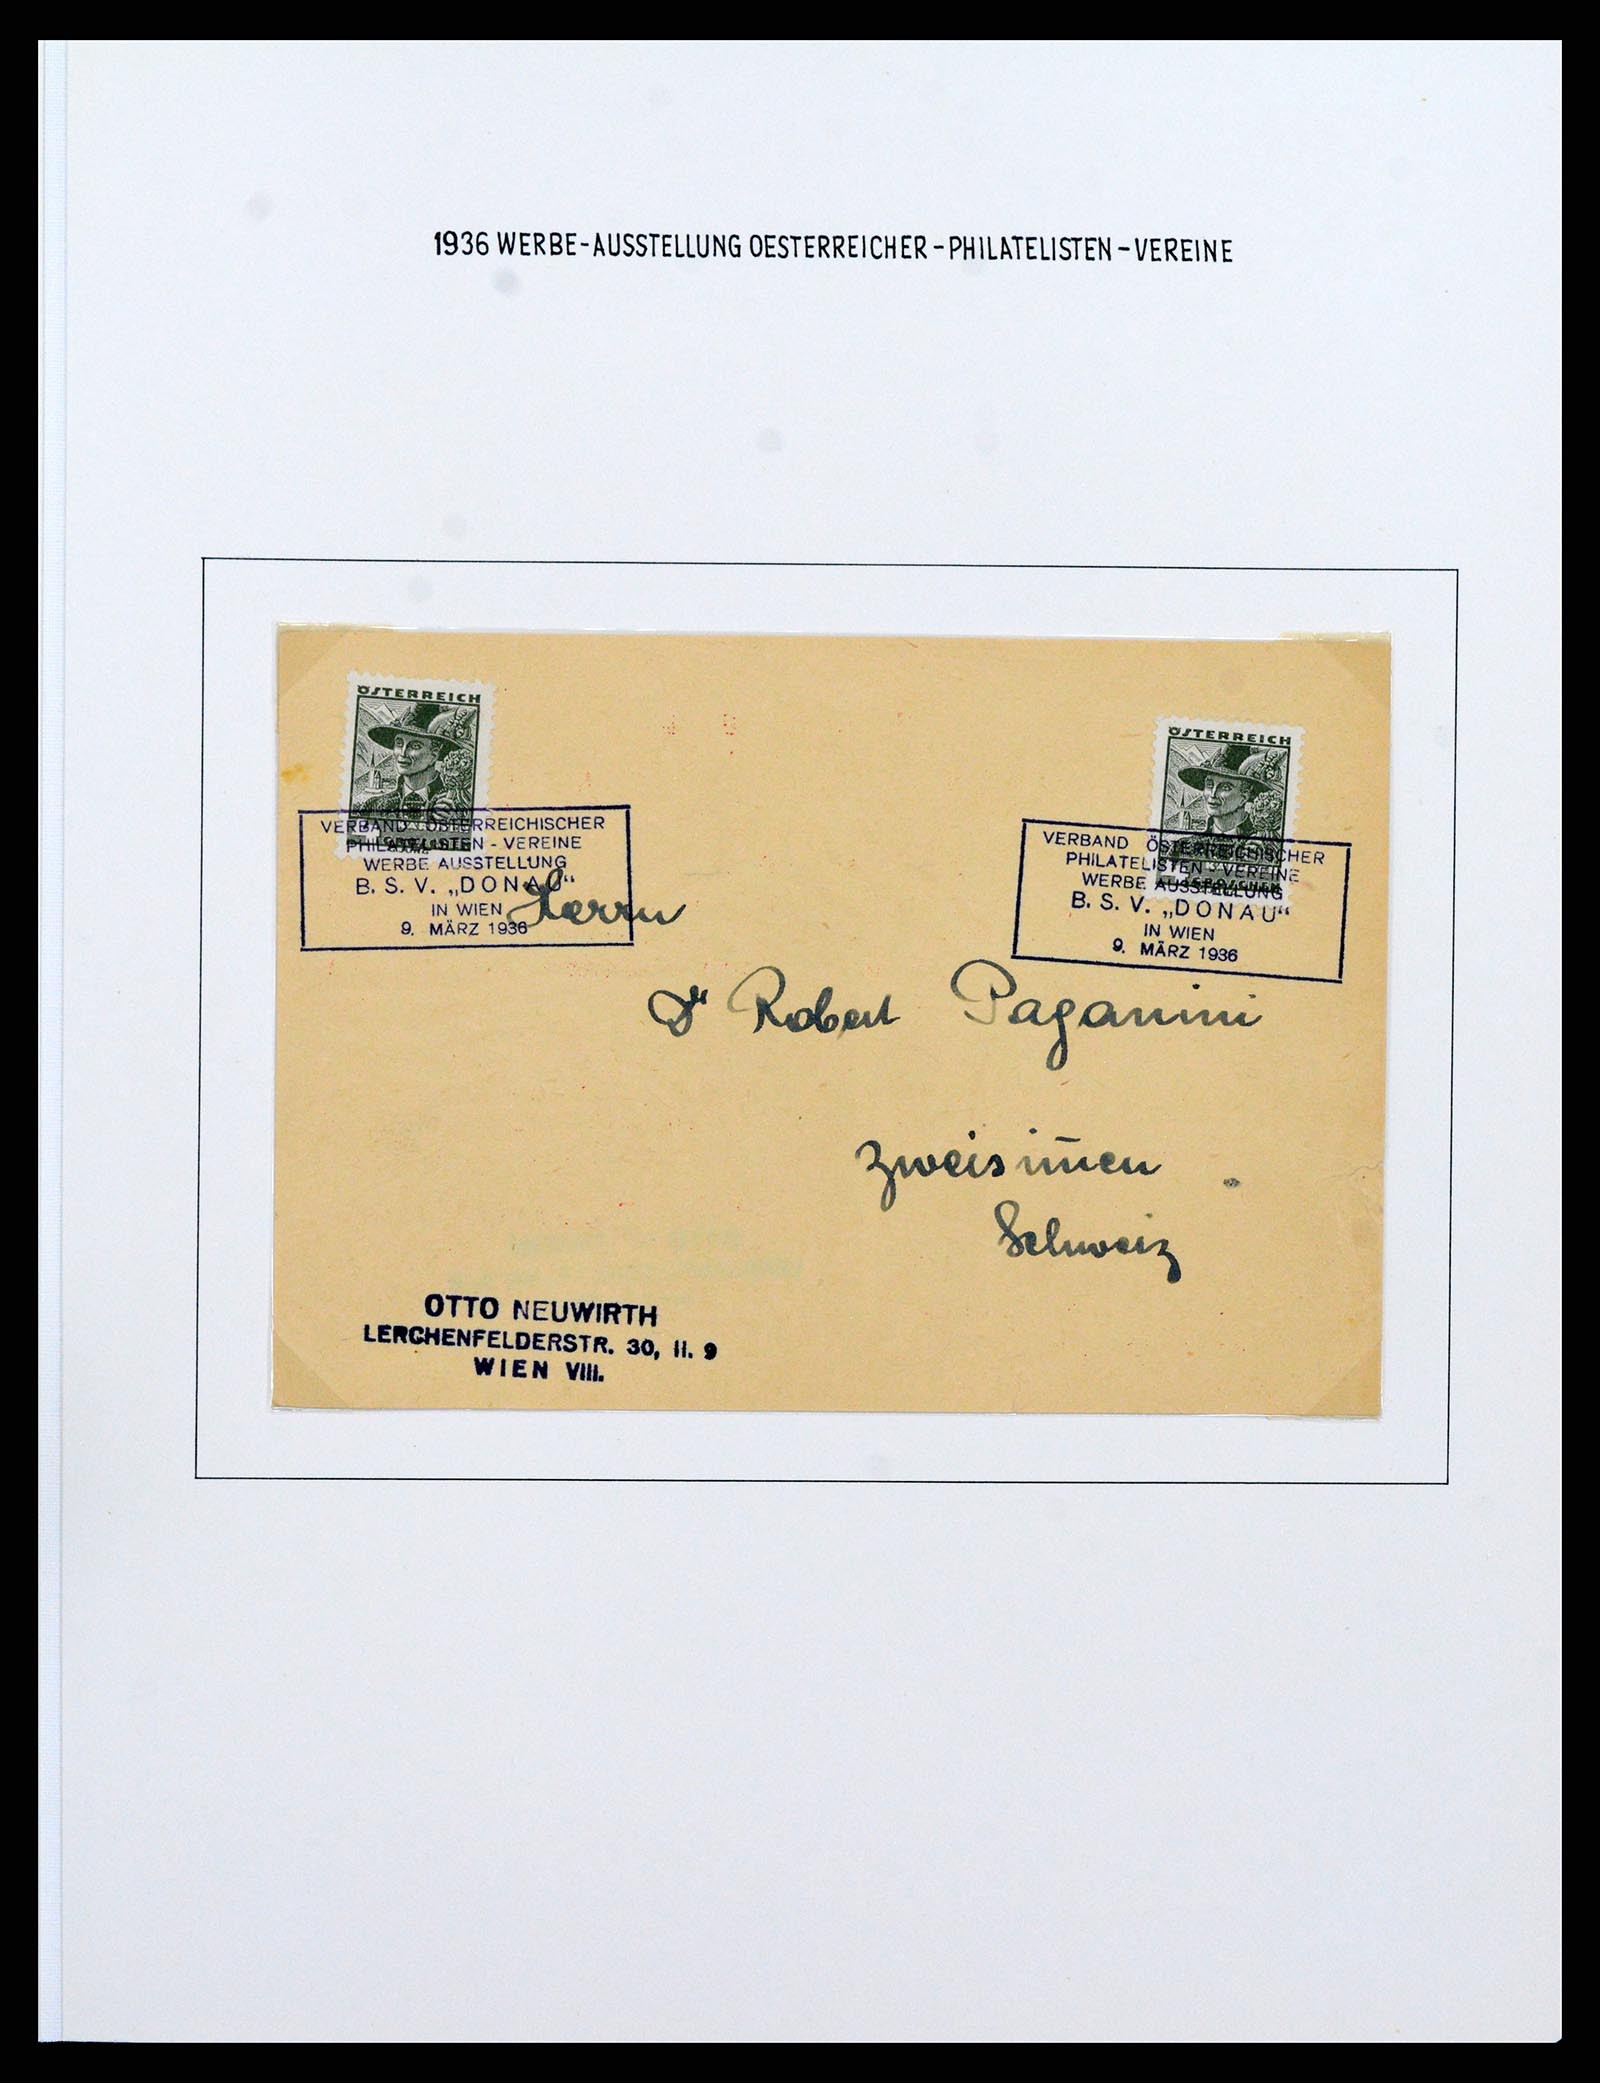 1936 WERBE-AUSSTELLUNG OESTERREICHER-PHILATELISTEN-VEREINE
ÖSTERREICH
ÖSTERREICH
VERBAND ÖSTERREICHISCHER
PHILATELISTEN - VEREINE
WERBE AUSSTELLUNG
B. S. V. „DONAU“
IN WIEN
9. MÄRZ 1936
VERBAND ÖSTERREICHISCHER
PHILATELISTEN - VEREINE
WERBE AUSSTELLUNG
B. S. V. „DONAU“
IN WIEN
9. MÄRZ 1936
Herrn
Dr Robert Paganini
Zweisim̄en
Schweiz
OTTO NEUWIRTH
LERCHENFELDERSTR. 30, II. 9
WIEN VIII.